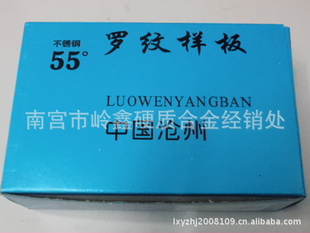 不锈钢
55°
罗纹样板
LUOWENYANGBAN
南宫市岭鑫硬质合金经销处
中国沧州
lxyzhj2008109.cn.alibaba.com